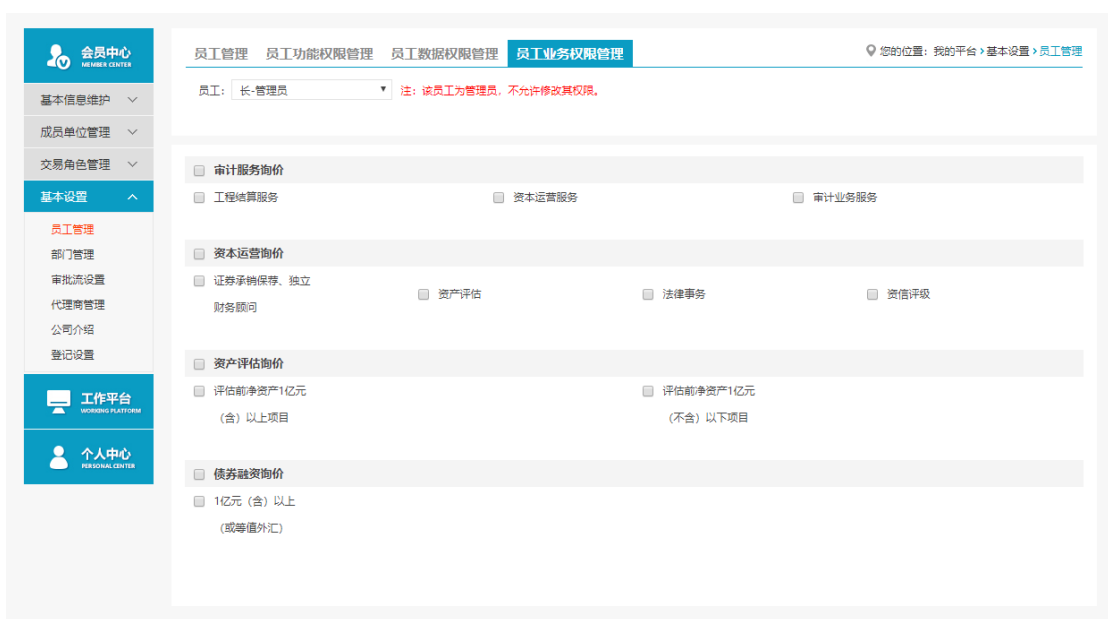 会员中心
MEMBER CENTER
基本信息维护
成员单位管理
交易角色管理
基本设置
员工管理
部门管理
审批流设置
代理商管理
公司介绍
登记设置
工作平台
WORKING PLATFORM
个人中心
PERSONAL CENTER
员工管理 员工功能权限管理 员工数据权限管理 员工业务权限管理
您的位置：我的平台›基本设置›员工管理
员工： 长-管理员 注：该员工为管理员，不允许修改其权限。
审计服务询价
工程结算服务 资本运营服务 审计业务服务
资本运营询价
证券承销保荐、独立
财务顾问
资产评估 法律事务 资信评级
资产评估询价
评估前净资产1亿元
（含）以上项目
评估前净资产1亿元
（不含）以下项目
债券融资询价
1亿元（含）以上
（或等值外汇）